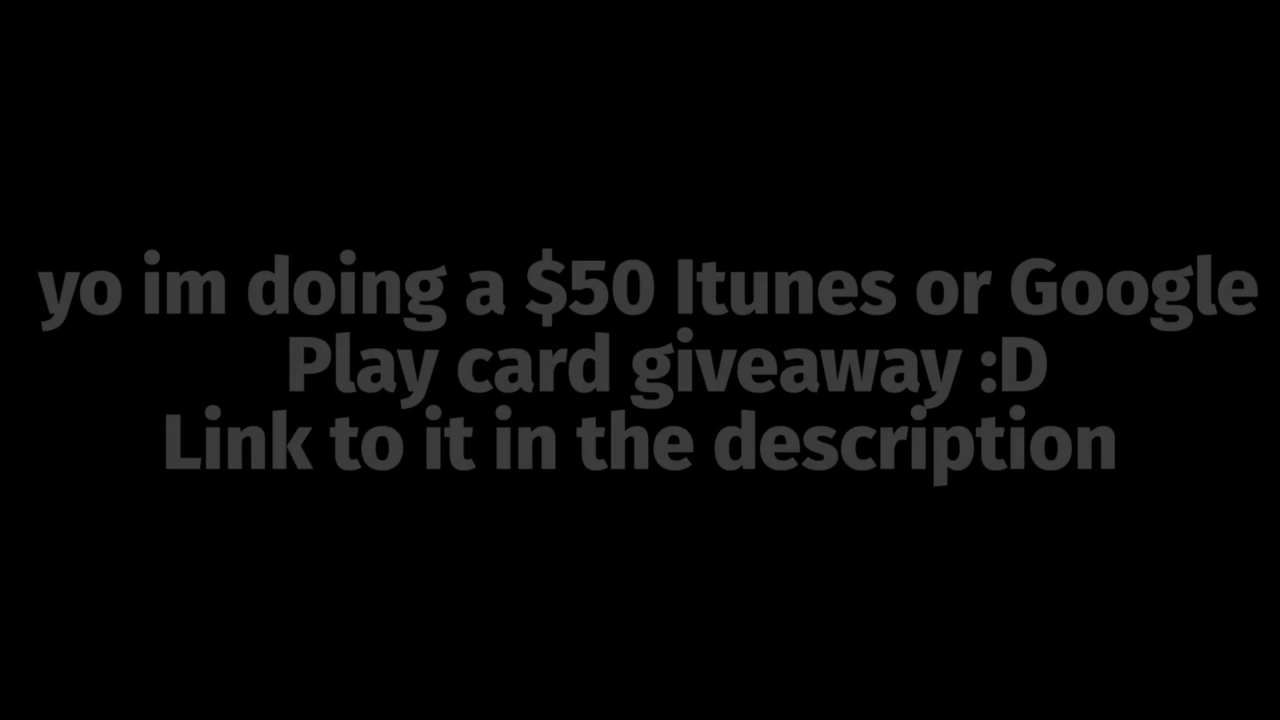 yo im doing a $50 Itunes or Google
Play card giveaway :D
Link to it in the description